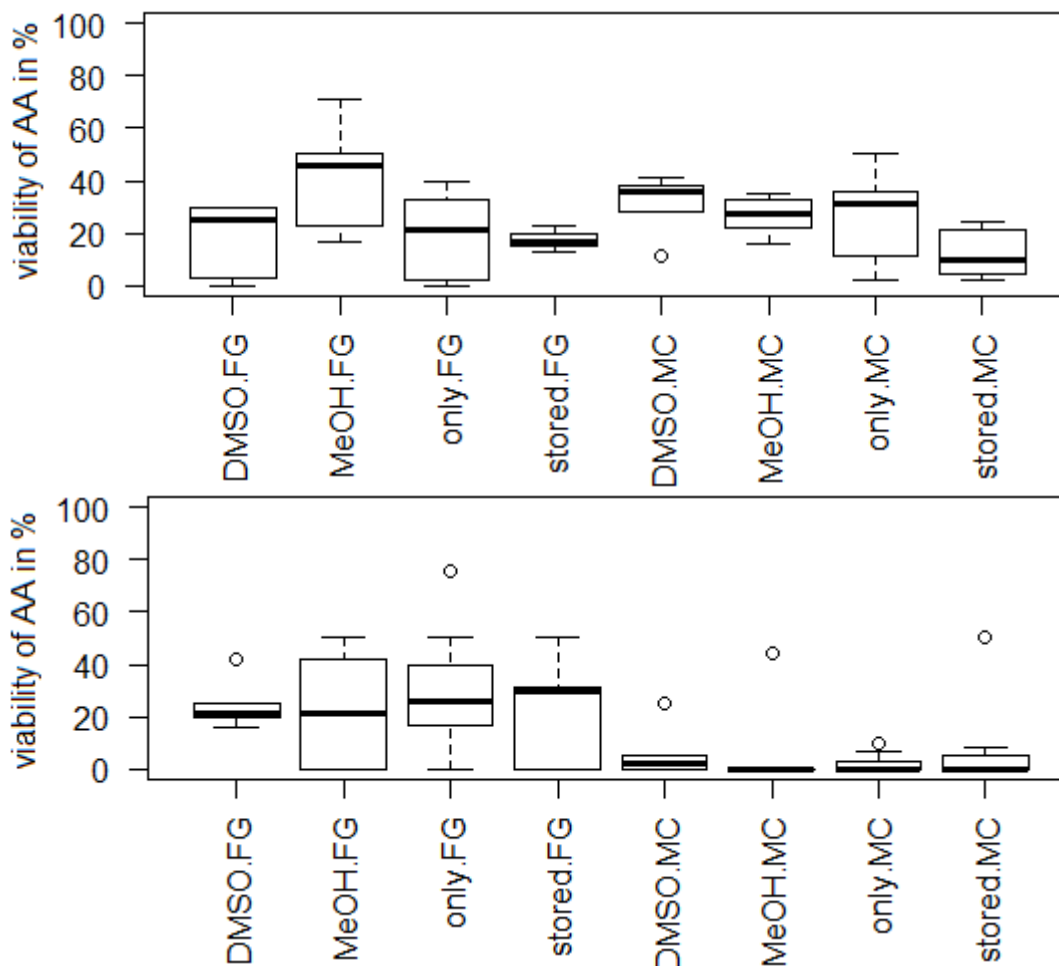 viability of AA in %
100
80
60
40
20
0
DMSO.FG
MeOH.FG
only.FG
stored.FG
DMSO.MC
MeOH.MC
only.MC
stored.MC
viability of AA in %
100
80
60
40
20
0
DMSO.FG
MeOH.FG
only.FG
stored.FG
DMSO.MC
MeOH.MC
only.MC
stored.MC